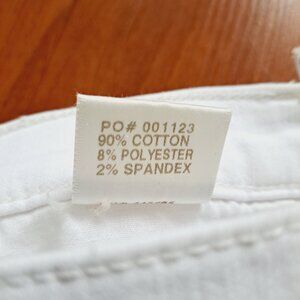 PO# 001123
90% COTTON
8% POLYESTER
2% SPANDEX